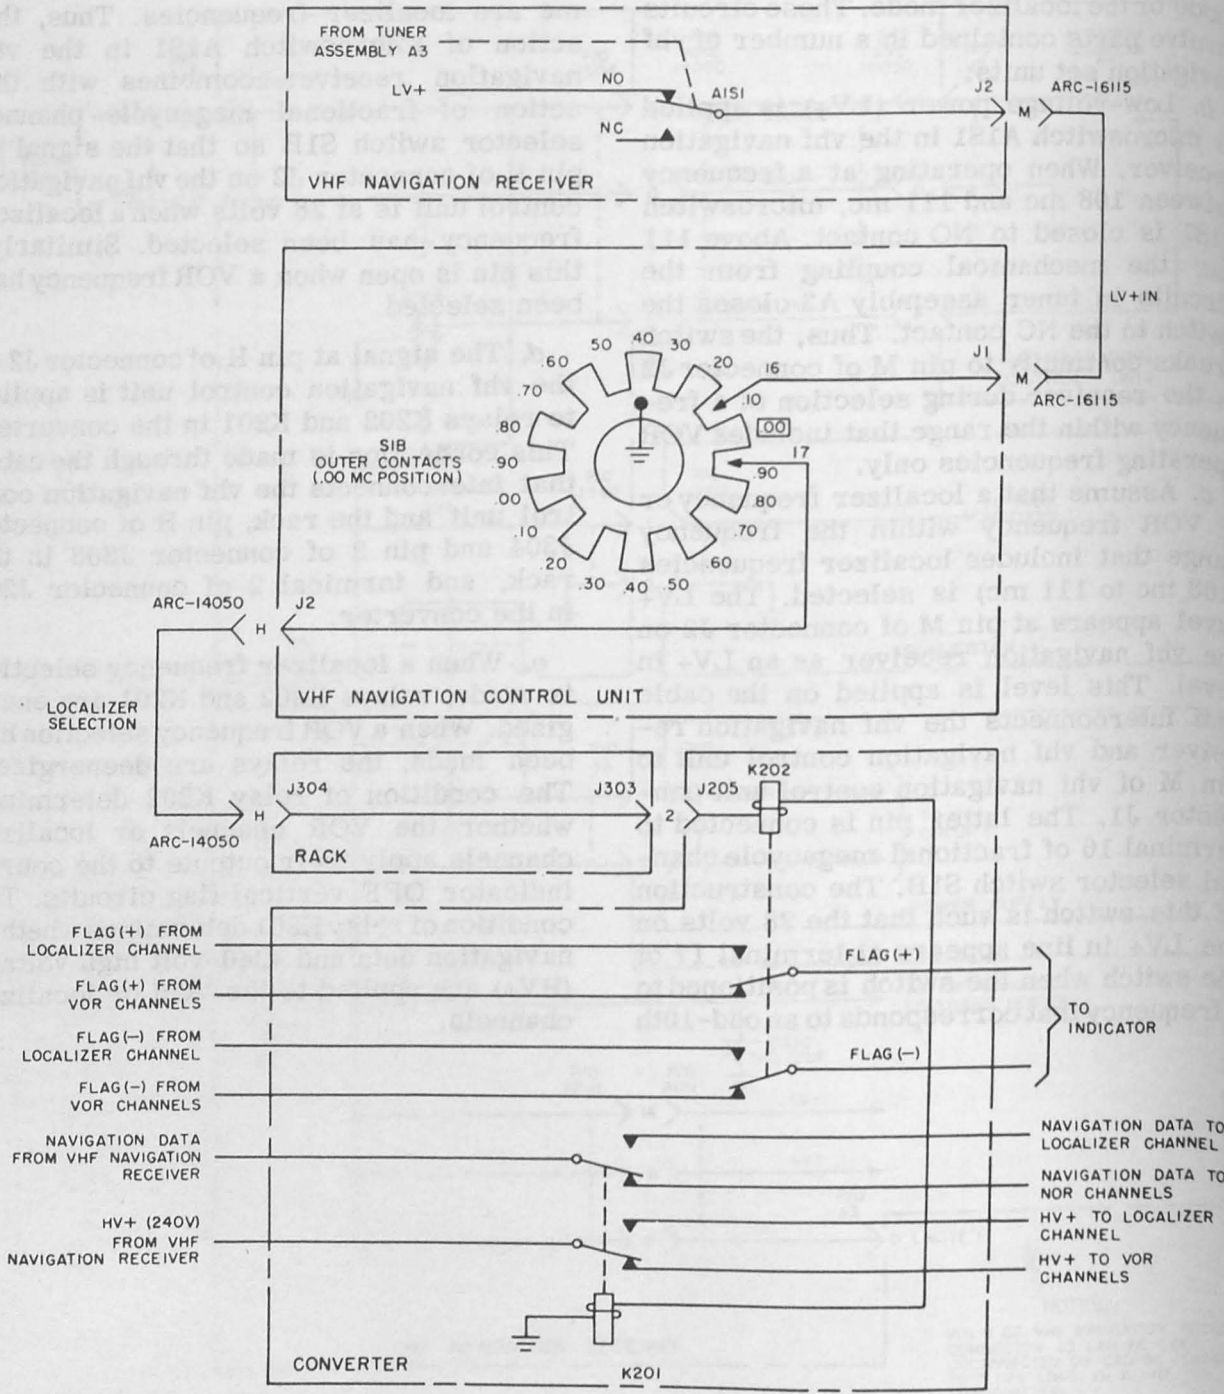 FROM TUNER
ASSEMBLY A3
LV+
NO
NC
A1S1
J2
ARC-16115
M
VHF NAVIGATION RECEIVER
LV+IN
J1
M
ARC-16115
.40
.30
.20
.10
.00
.90
.80
.70
.60
.50
.40
.30
.20
.10
.00
.90
.80
.70
.60
.50
16
17
S1B
OUTER CONTACTS
(.00 MC POSITION)
ARC-14050
J2
H
LOCALIZER
SELECTION
VHF NAVIGATION CONTROL UNIT
J304
H
ARC-14050
RACK
J303
2
J205
K202
FLAG(+) FROM
LOCALIZER CHANNEL
FLAG(+) FROM
VOR CHANNELS
FLAG(+)
FLAG(—) FROM
LOCALIZER CHANNEL
FLAG(—) FROM
VOR CHANNELS
FLAG(—)
TO
INDICATOR
NAVIGATION DATA
FROM VHF NAVIGATION
RECEIVER
NAVIGATION DATA TO
LOCALIZER CHANNEL
NAVIGATION DATA TO
NOR CHANNELS
HV+ (240V)
FROM VHF
NAVIGATION RECEIVER
HV+ TO LOCALIZER
CHANNEL
HV+ TO VOR
CHANNELS
CONVERTER
K201